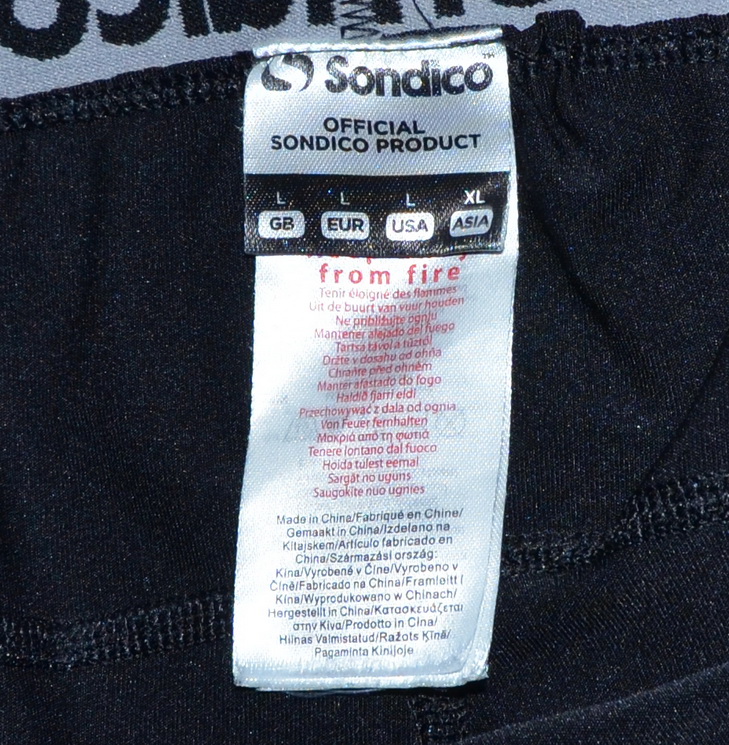 Sondico™
OFFICIAL
SONDICO PRODUCT
L L L XL
GB EUR USA ASIA
from fire
Tenir éloigné des flammes
Uit de buurt van vuur houden
Ne približujte ognju
Mantener alejado del fuego
Tartsa távol a tűztől
Držte v dosahu od ohňa
Chraňte před ohněm
Manter afastado do fogo
Haldið fjarri eldi
Przechowywać z dala od ognia
Von Feuer fernhalten
Μακριά από τη φωτιά
Tenere lontano dal fuoco
Hoida tulest eemal
Sargāt no uguns
Saugokite nuo ugnies
Made in China/Fabriqué en Chine/
Gemaakt in China/Izdelano na
Kitajskem/Artículo fabricado en
China/Származási ország:
Kína/Vyrobené v Číne/Vyrobeno v
Číně/Fabricado na China/Framleitt í
Kína/Wyprodukowano w Chinach/
Hergestellt in China/Κατασκευάζεται
στην Κίνα/Prodotto in Cina/
Hiinas Valmistatud/Ražots Ķīnā/
Pagaminta Kinijoje